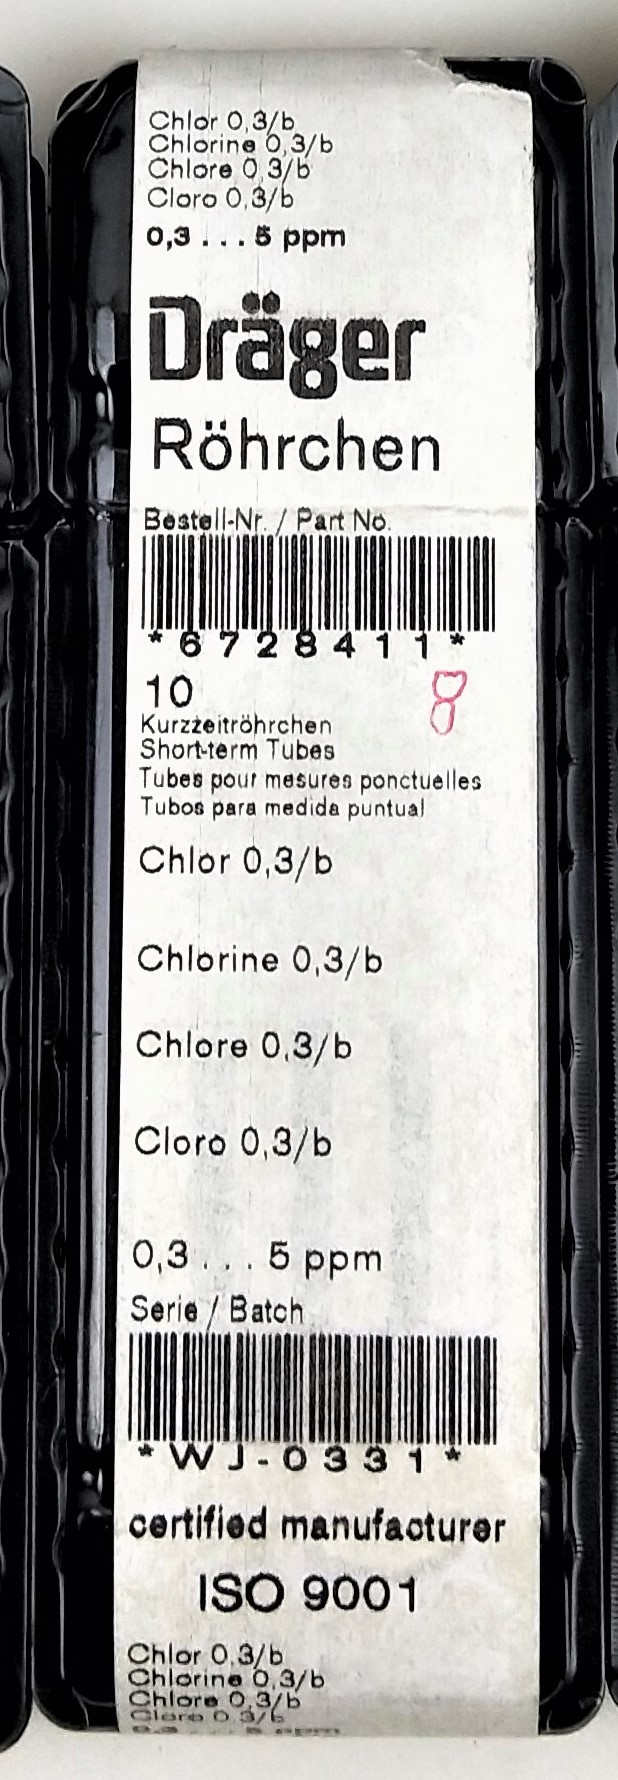 Chlor 0,3/b
Chlorine 0,3/b
Chlore 0,3/b
Cloro 0,3/b
0,3 . . . 5 ppm
Dräger
Röhrchen
Bestell-Nr. / Part No.
*6728411*
10
8
Kurzzeitröhrchen
Short-term Tubes
Tubes pour mesures ponctuelles
Tubos para medida puntual
Chlor 0,3/b
Chlorine 0,3/b
Chlore 0,3/b
Cloro 0,3/b
0,3 . . . 5 ppm
Serie / Batch
*WJ-0331*
certified manufacturer
ISO 9001
Chlor 0,3/b
Chlorine 0,3/b
Chlore 0,3/b
Cloro 0,3/b